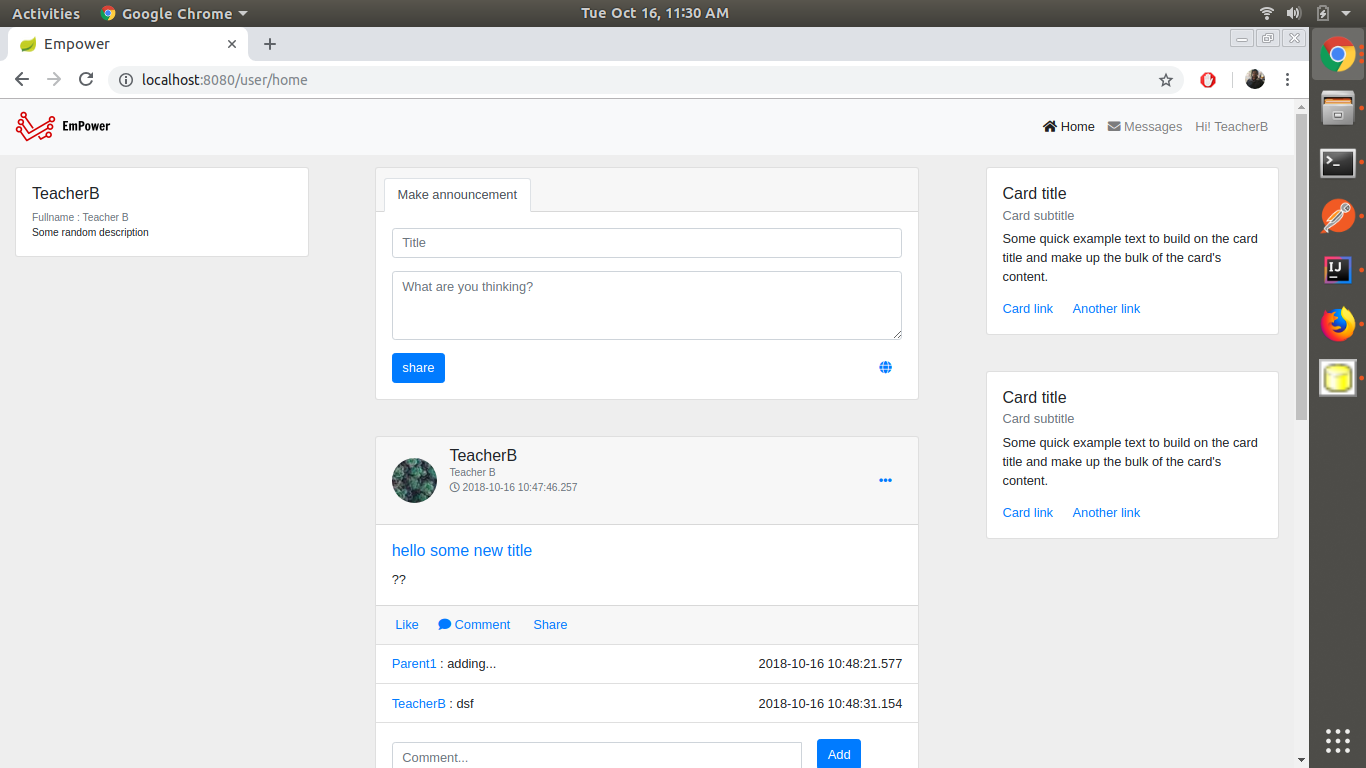 Activities Google Chrome Tue Oct 16, 11:30 AM
Empower
localhost:8080/user/home
EmPower Home Messages Hi! TeacherB
TeacherB
Fullname : Teacher B
Some random description
Make announcement
Title
What are you thinking?
share
TeacherB
Teacher B
2018-10-16 10:47:46.257
hello some new title
??
Like Comment Share
Parent1 : adding... 2018-10-16 10:48:21.577
TeacherB : dsf 2018-10-16 10:48:31.154
Comment... Add
Card title
Card subtitle
Some quick example text to build on the card
title and make up the bulk of the card's
content.
Card link Another link
Card title
Card subtitle
Some quick example text to build on the card
title and make up the bulk of the card's
content.
Card link Another link
IJ